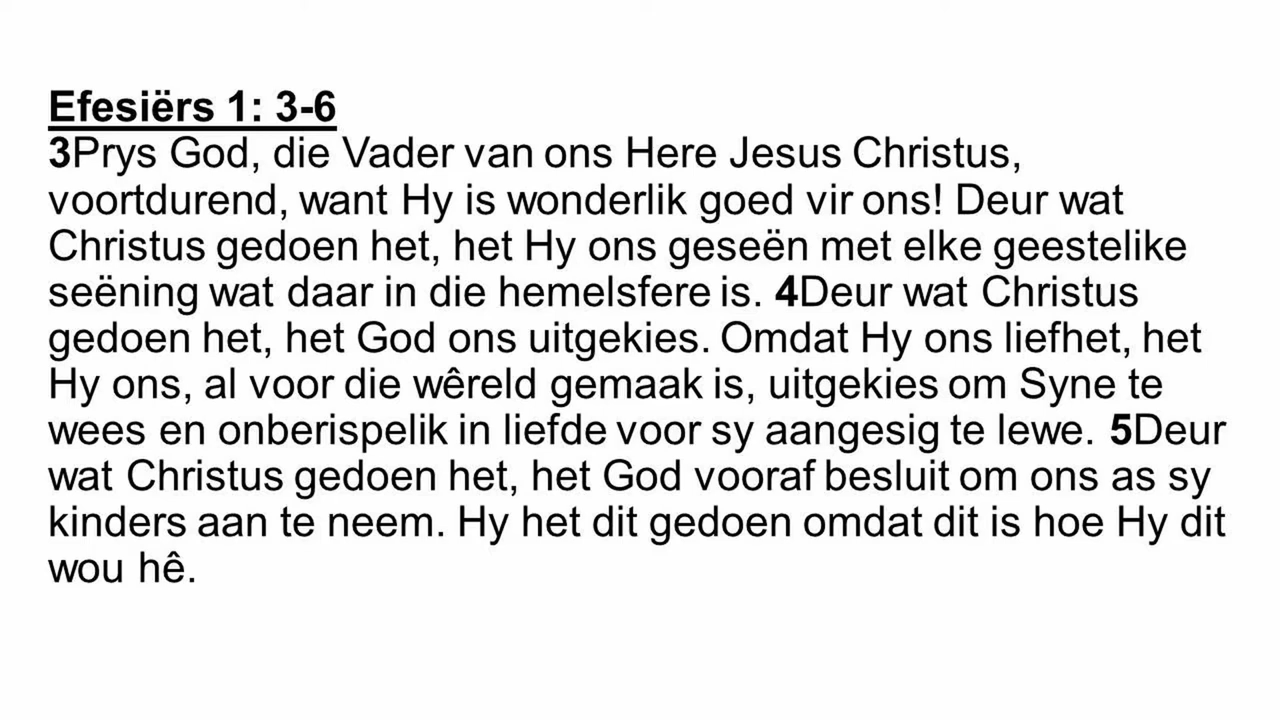 Efesiërs 1: 3-6
3Prys God, die Vader van ons Here Jesus Christus,
voortdurend, want Hy is wonderlik goed vir ons! Deur wat
Christus gedoen het, het Hy ons geseën met elke geestelike
seëning wat daar in die hemelsfere is. 4Deur wat Christus
gedoen het, het God ons uitgekies. Omdat Hy ons liefhet, het
Hy ons, al voor die wêreld gemaak is, uitgekies om Syne te
wees en onberispelik in liefde voor sy aangesig te lewe. 5Deur
wat Christus gedoen het, het God vooraf besluit om ons as sy
kinders aan te neem. Hy het dit gedoen omdat dit is hoe Hy dit
wou hê.